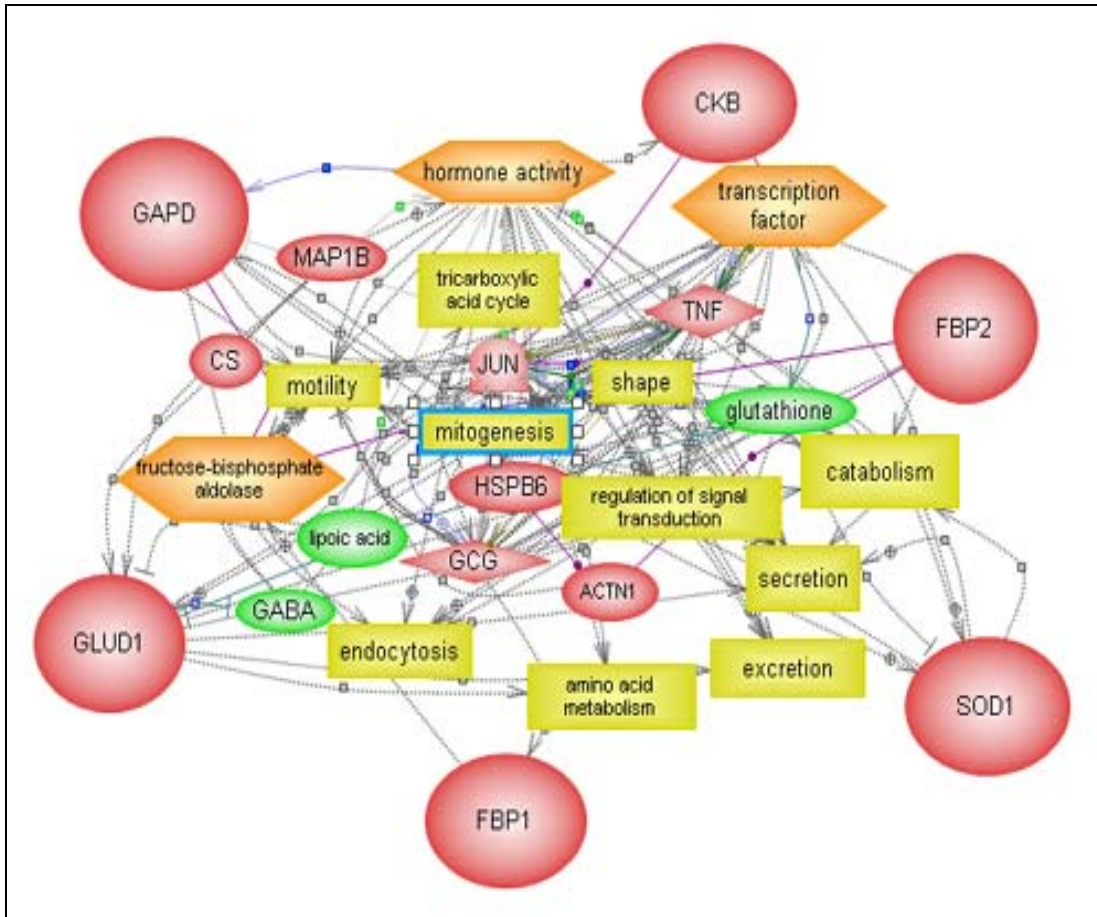 CKB
hormone activity
transcription
factor
GAPD
MAP1B
tricarboxylic
acid cycle
TNF
FBP2
CS
JUN
motility
shape
glutathione
mitogenesis
fructose-bisphosphate
aldolase
HSPB6
regulation of signal
transduction
catabolism
lipoic acid
GCG
secretion
ACTN1
GABA
GLUD1
endocytosis
excretion
amino acid
metabolism
SOD1
FBP1